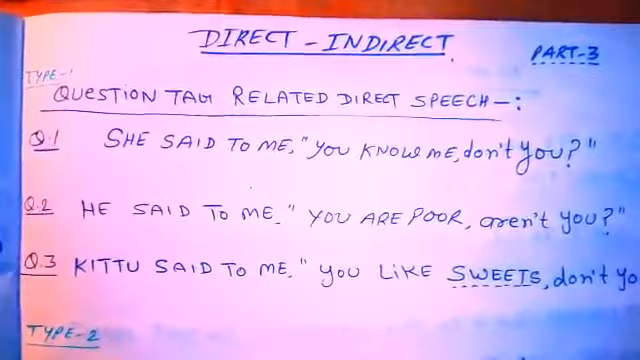 DIRECT - INDIRECT
PART-3
TYPE-1
QUESTION TAG RELATED DIRECT SPEECH-:
Q.1 SHE SAID TO ME, "YOU KNOW ME, don't you?"
Q.2 HE SAID TO ME, "YOU ARE POOR, aren't you?"
Q.3 KITTU SAID TO ME, "you LIKE SWEETS, don't yo
TYPE-2